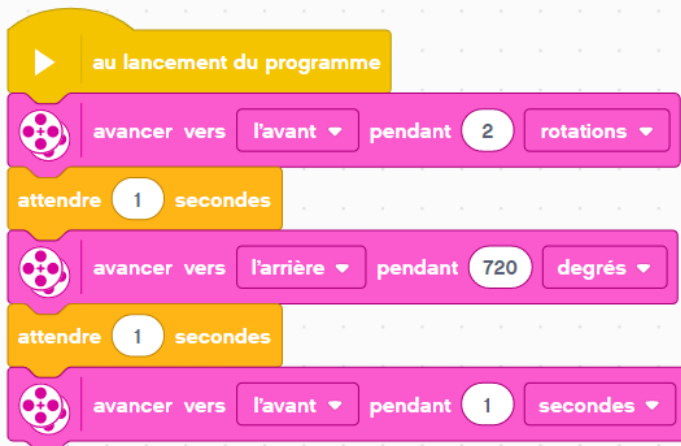 au lancement du programme
avancer vers l'avant pendant 2 rotations
attendre 1 secondes
avancer vers l'arrière pendant 720 degrés
attendre 1 secondes
avancer vers l'avant pendant 1 secondes